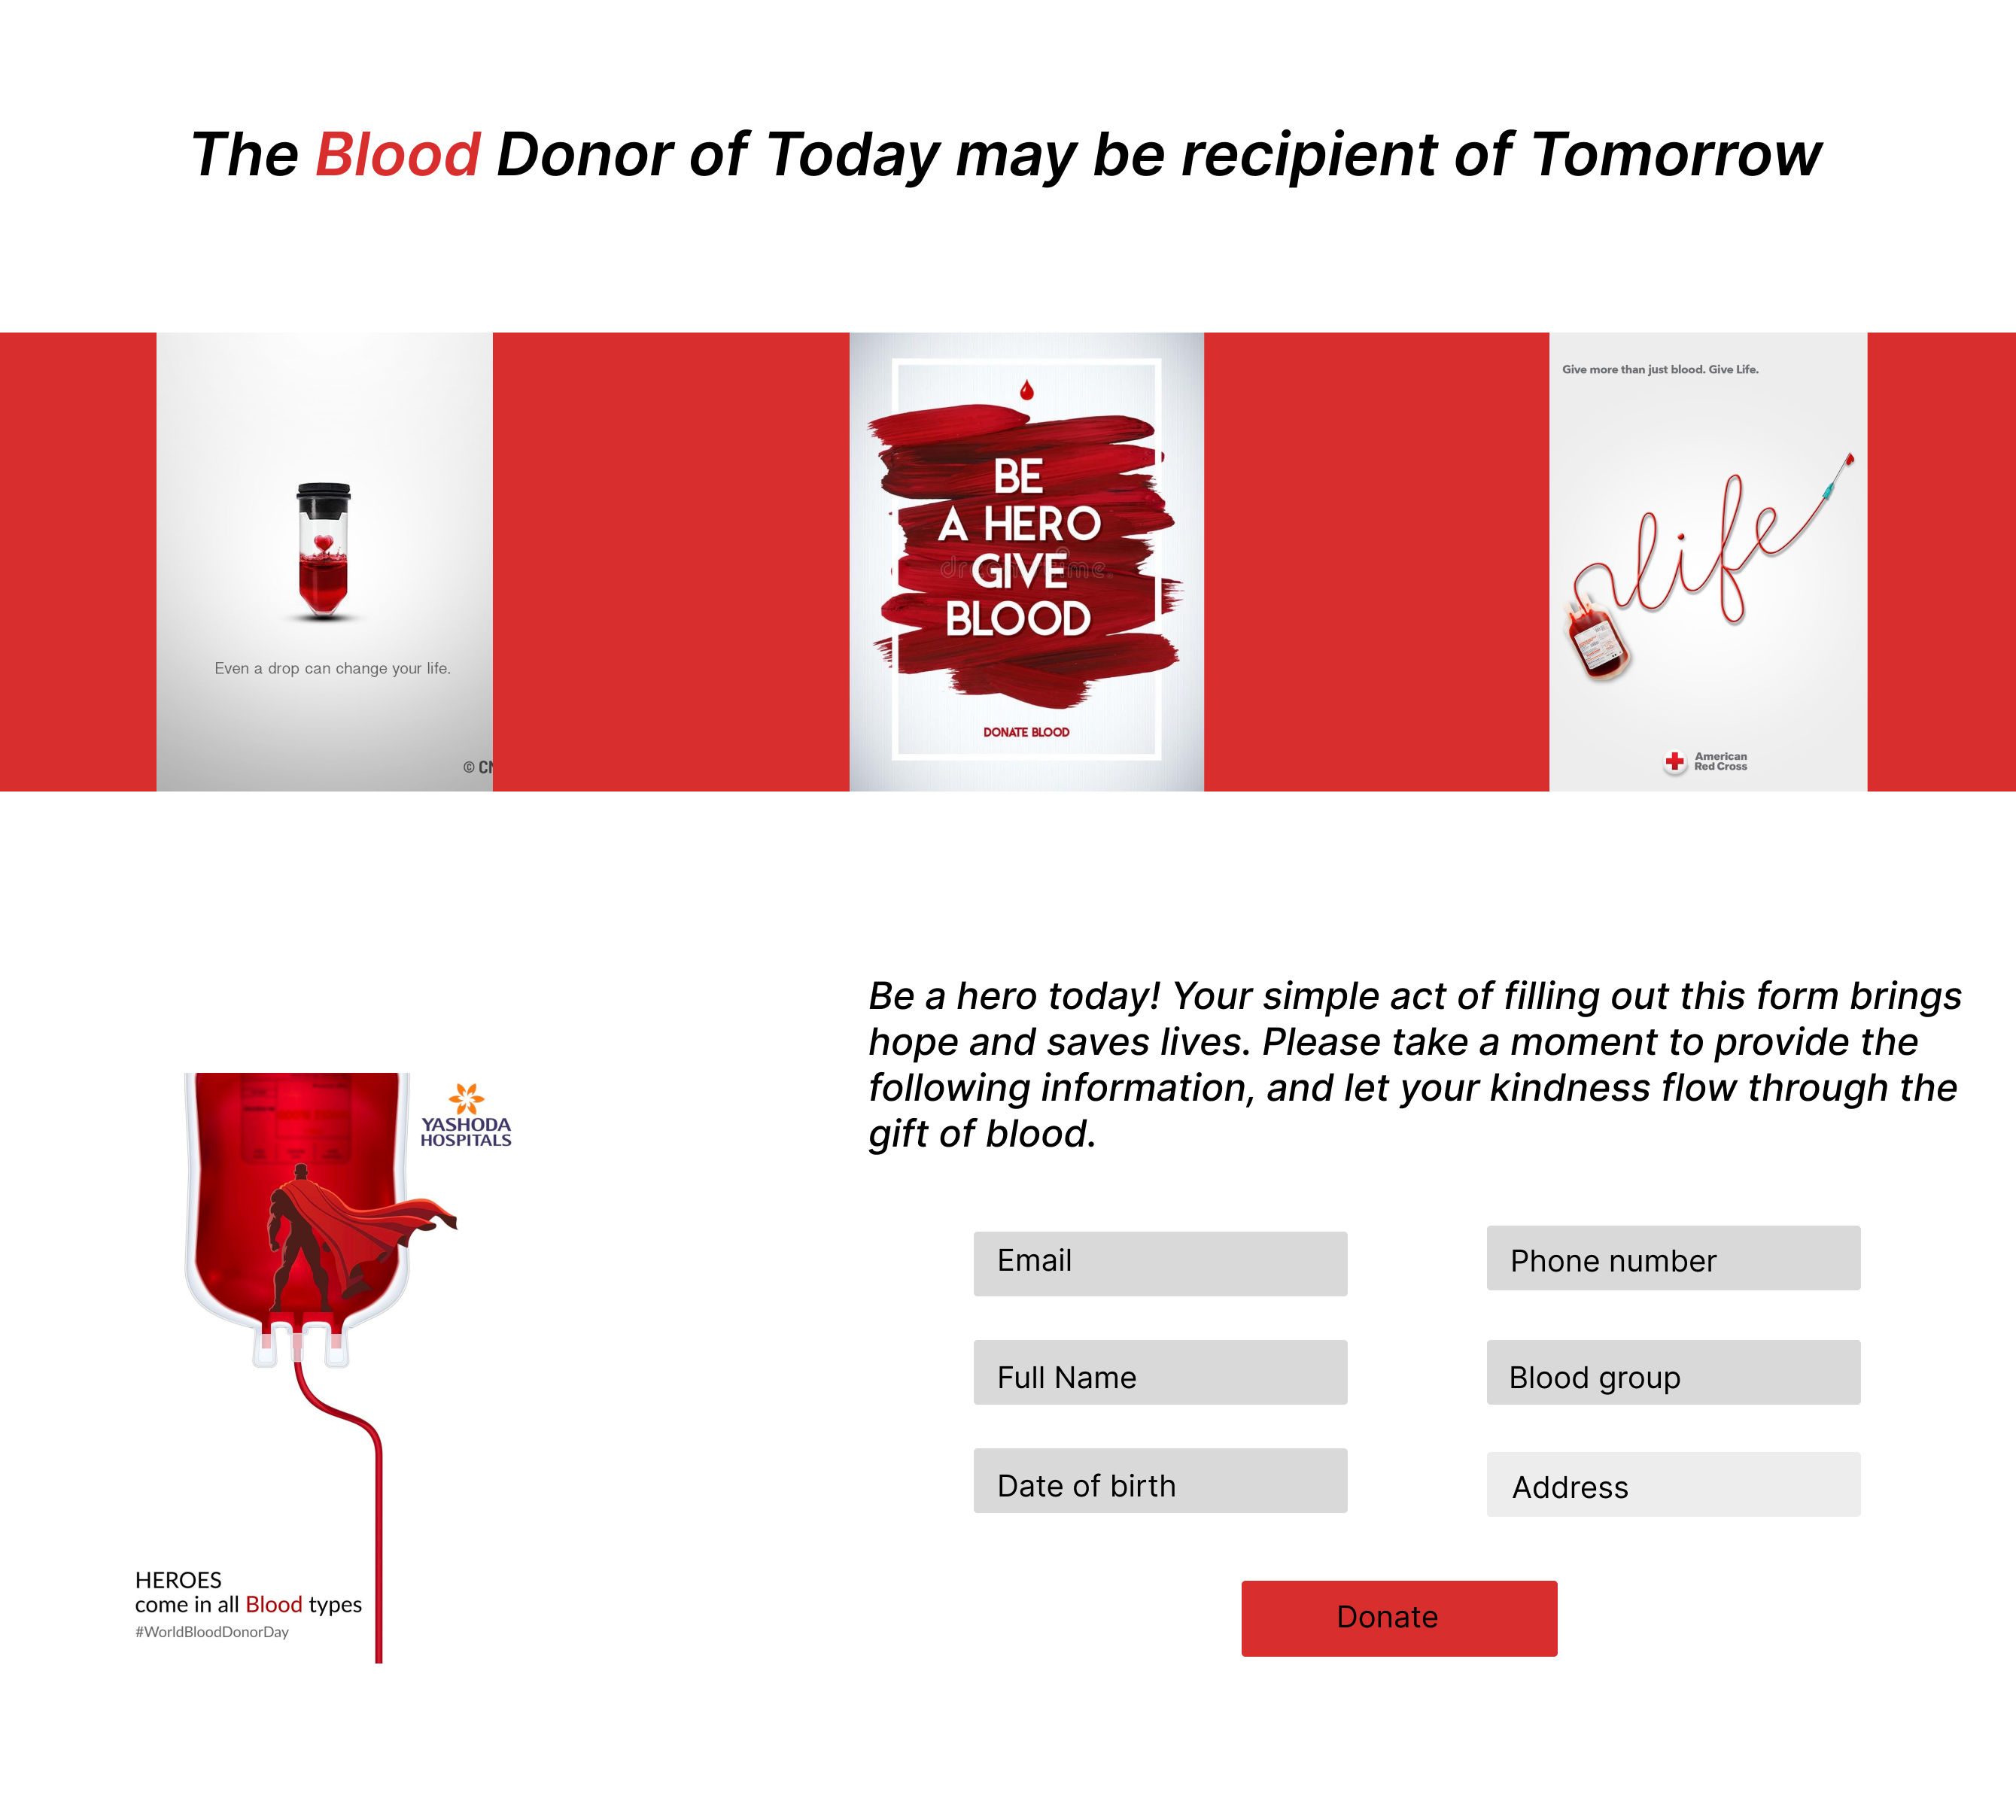 The Blood Donor of Today may be recipient of Tomorrow
Even a drop can change your life.
©
BE
A HERO
GIVE
BLOOD
DONATE BLOOD
Give more than just blood. Give Life.
life
American
Red Cross
YASHODA
HOSPITALS
HEROES
come in all Blood types
#WorldBloodDonorDay
Be a hero today! Your simple act of filling out this form brings
hope and saves lives. Please take a moment to provide the
following information, and let your kindness flow through the
gift of blood.
Email
Phone number
Full Name
Blood group
Date of birth
Address
Donate